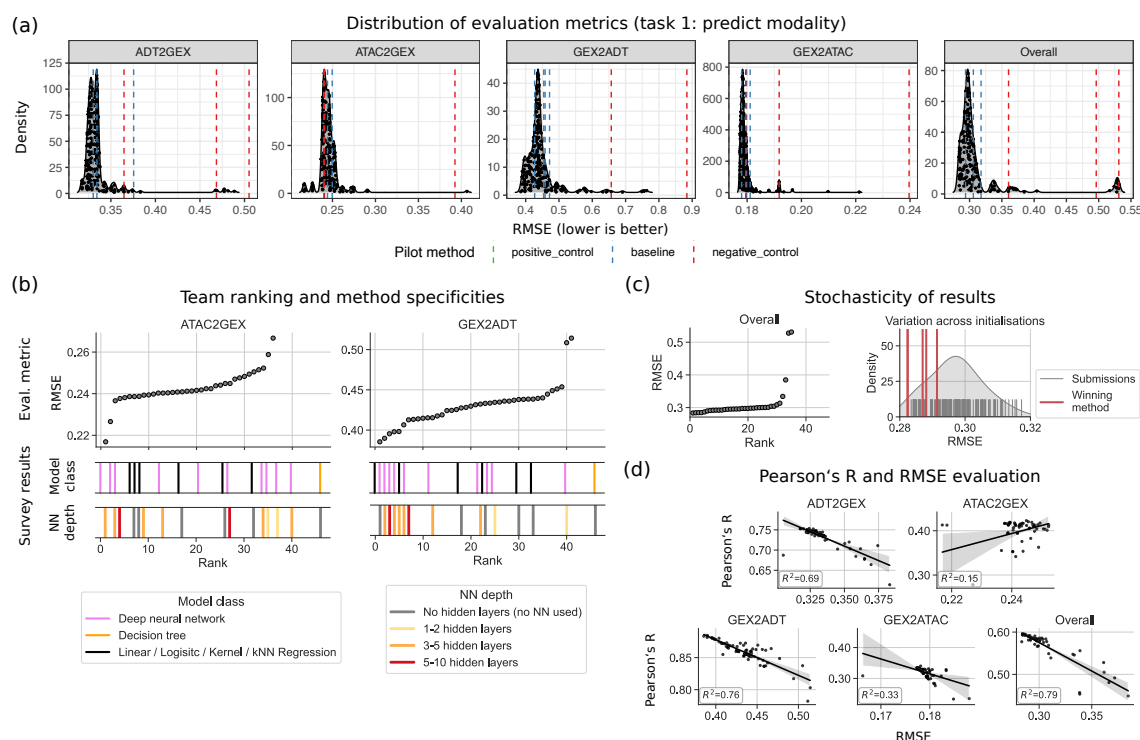 (a)
Distribution of evaluation metrics (task 1: predict modality)
ADT2GEX
ATAC2GEX
GEX2ADT
GEX2ATAC
Overall
Density
125
100
75
50
25
0
0.35
0.40
0.45
0.50
100
50
0
0.25
0.30
0.35
0.40
40
30
20
10
0
0.4
0.5
0.6
0.7
0.8
0.9
800
600
400
200
0
0.18
0.20
0.22
0.24
80
60
40
20
0
0.30
0.35
0.40
0.45
0.50
0.55
RMSE (lower is better)
Pilot method
positive_control
baseline
negative_control
(b)
Team ranking and method specificities
ATAC2GEX
GEX2ADT
Eval. metric
RMSE
0.26
0.24
0.22
0.50
0.45
0.40
Survey results
Model
class
NN
depth
0
10
20
30
40
Rank
0
10
20
30
40
Rank
Model class
Deep neural network
Decision tree
Linear / Logisitc / Kernel / kNN Regression
NN depth
No hidden layers (no NN used)
1-2 hidden layers
3-5 hidden layers
5-10 hidden layers
(c)
Stochasticity of results
Overall
RMSE
0.5
0.4
0.3
0
10
20
30
Rank
Variation across initialisations
Density
50
25
0
0.28
0.30
0.32
RMSE
Submissions
Winning
method
(d)
Pearson's R and RMSE evaluation
ADT2GEX
Pearson's R
0.75
0.70
0.65
R²=0.69
0.325
0.350
0.375
ATAC2GEX
0.40
0.30
R²=0.16
0.22
0.24
GEX2ADT
Pearson's R
0.85
0.80
R²=0.76
0.40
0.45
0.50
GEX2ATAC
0.40
0.30
0.20
R²=0.33
0.17
0.18
Overall
0.60
0.50
R²=0.79
0.30
0.35
RMSE